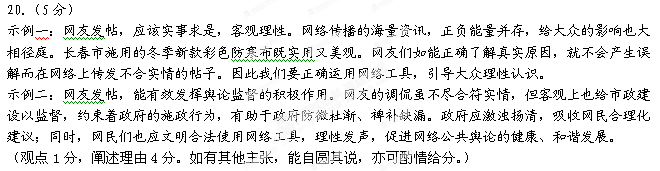 20.（5分）
示例一：网友发帖，应该实事求是，客观理性。网络传播的海量资讯，正负能量并存，给大众的影响也大
相径庭。长春市施用的冬季新款彩色防寒布既实用又美观。网友们如能正确了解真实原因，就不会产生误
解而在网络上传发不合实情的帖子。因此我们要正确运用网络工具，引导大众理性认识。
示例二：网友发帖，能有效发挥舆论监督的积极作用。网友的调侃虽不尽合符实情，但客观上也给市政建
设以监督，约束着政府的施政行为，有助于政府防微杜渐、裨补缺漏。政府应激浊扬清，吸收网民合理化
建议；同时，网民们也应文明合法使用网络工具，理性发声，促进网络公共舆论的健康、和谐发展。
（观点1分，阐述理由4分。如有其他主张，能自圆其说，亦可酌情给分。）